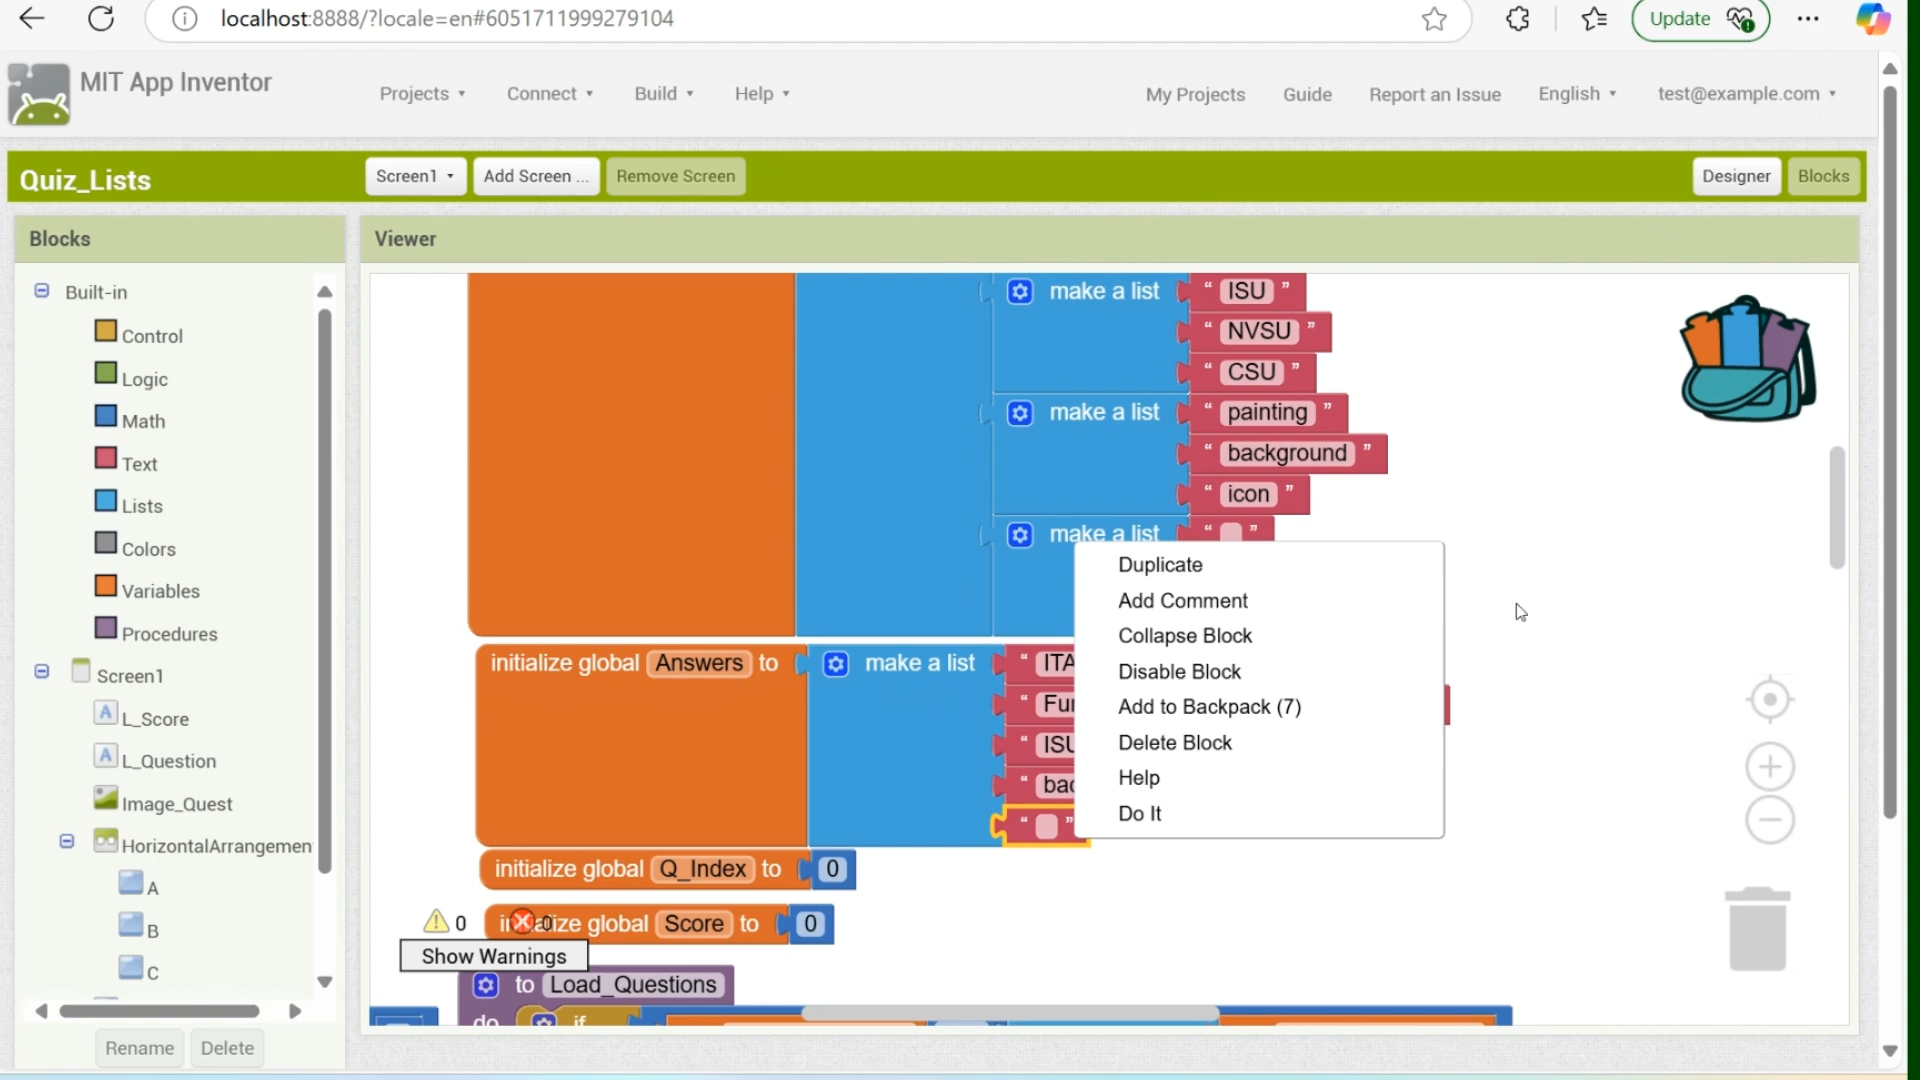 localhost:8888/?locale=en#6051711999279104
Update
MIT App Inventor
Projects
Connect
Build
Help
My Projects
Guide
Report an Issue
English
test@example.com
Quiz_Lists
Screen1
Add Screen ...
Remove Screen
Designer
Blocks
Blocks
Viewer
Built-in
Control
Logic
Math
Text
Lists
Colors
Variables
Procedures
Screen1
L_Score
L_Question
Image_Quest
HorizontalArrangemen
A
B
C
Rename
Delete
make a list “ ISU ”
“ NVSU ”
“ CSU ”
make a list “ painting ”
“ background ”
“ icon ”
make a list “ ”
Duplicate
Add Comment
Collapse Block
Disable Block
Add to Backpack (7)
Delete Block
Help
Do It
initialize global Answers to make a list “ ITA
“ Fur
“ ISU
“ bac
“ ”
initialize global Q_Index to 0
0 0
initialize global Score to 0
Show Warnings
to Load_Questions
do if